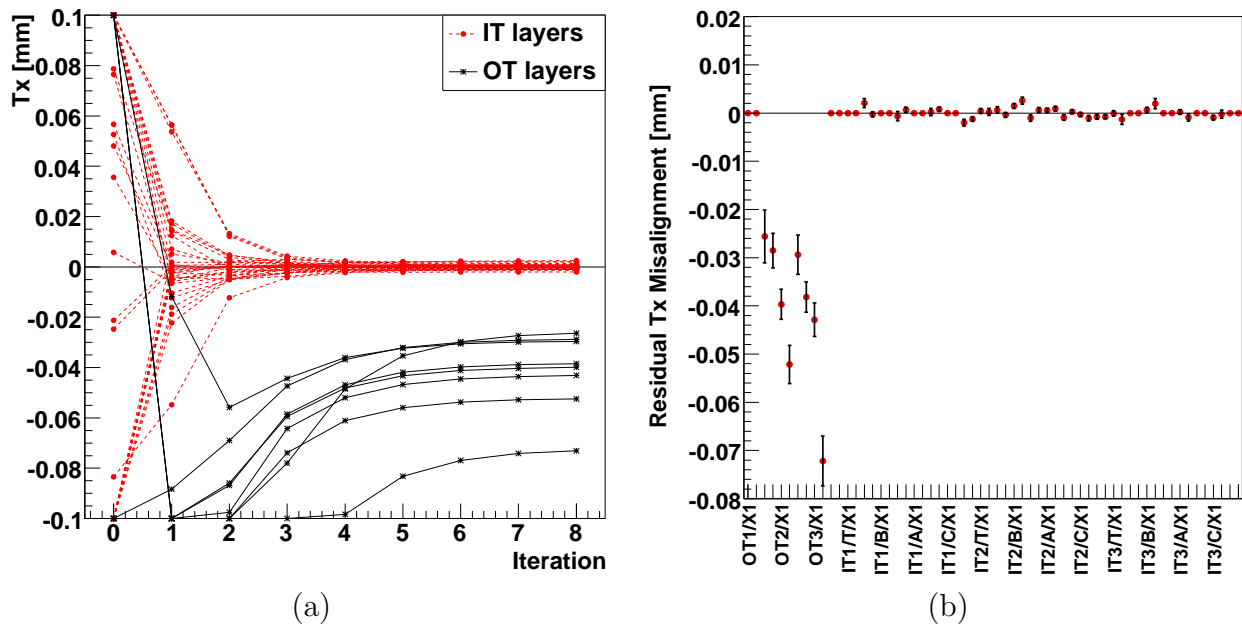 Tx [mm]
0.1
0.08
0.06
0.04
0.02
0
-0.02
-0.04
-0.06
-0.08
-0.1
IT layers
OT layers
0 1 2 3 4 5 6 7 8
Iteration
(a)
Residual Tx Misalignment [mm]
0.02
0.01
0
-0.01
-0.02
-0.03
-0.04
-0.05
-0.06
-0.07
-0.08
OT1/X1
OT2/X1
OT3/X1
IT1/T/X1
IT1/B/X1
IT1/A/X1
IT1/C/X1
IT2/T/X1
IT2/B/X1
IT2/A/X1
IT2/C/X1
IT3/T/X1
IT3/B/X1
IT3/A/X1
IT3/C/X1
(b)